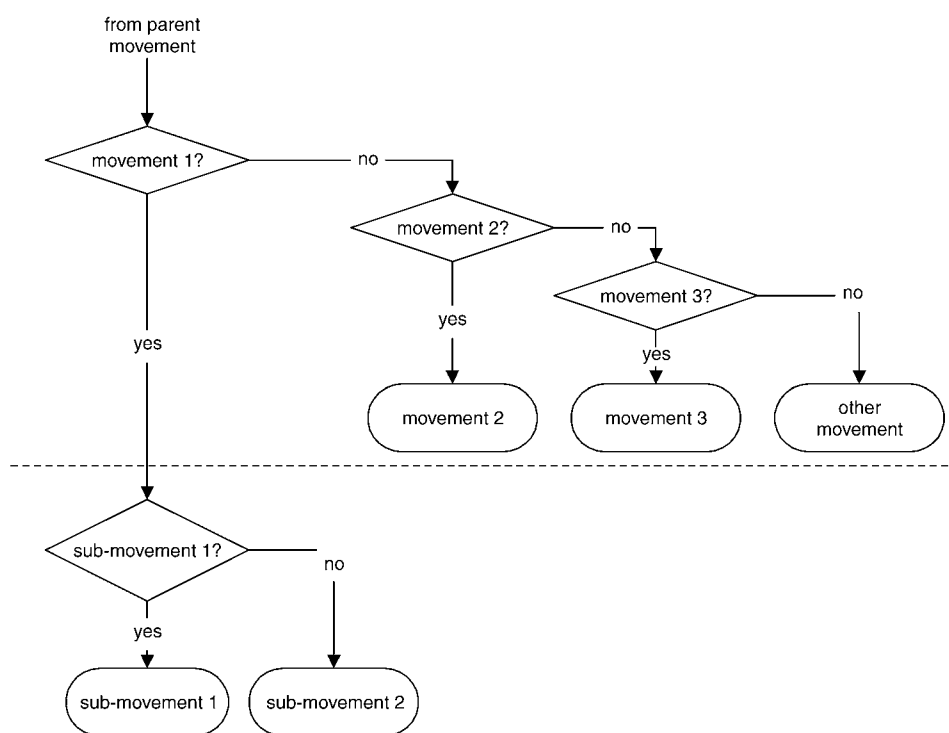 from parent
movement
movement 1?
no
movement 2?
no
movement 3?
no
yes
yes
yes
movement 2
movement 3
other
movement
sub-movement 1?
no
yes
sub-movement 1
sub-movement 2